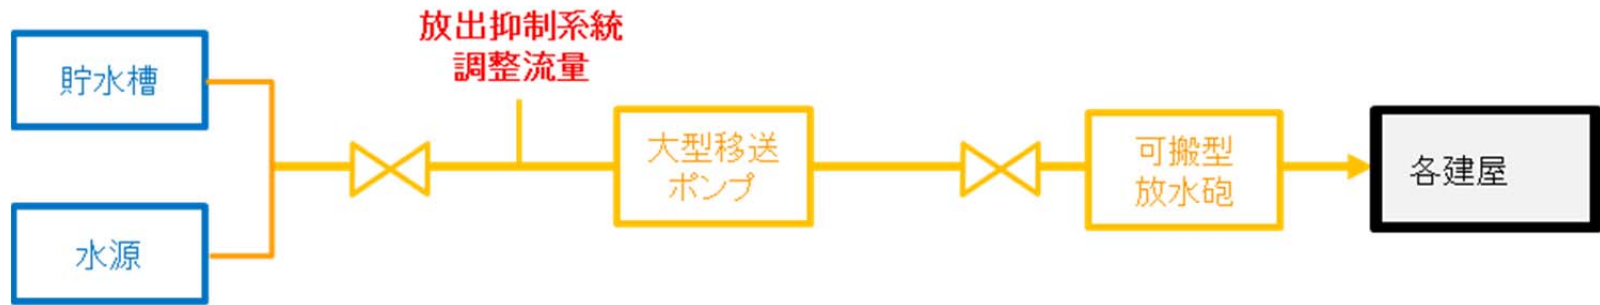 放出抑制系統
調整流量
貯水槽
大型移送
ポンプ
可搬型
放水砲
各建屋
水源